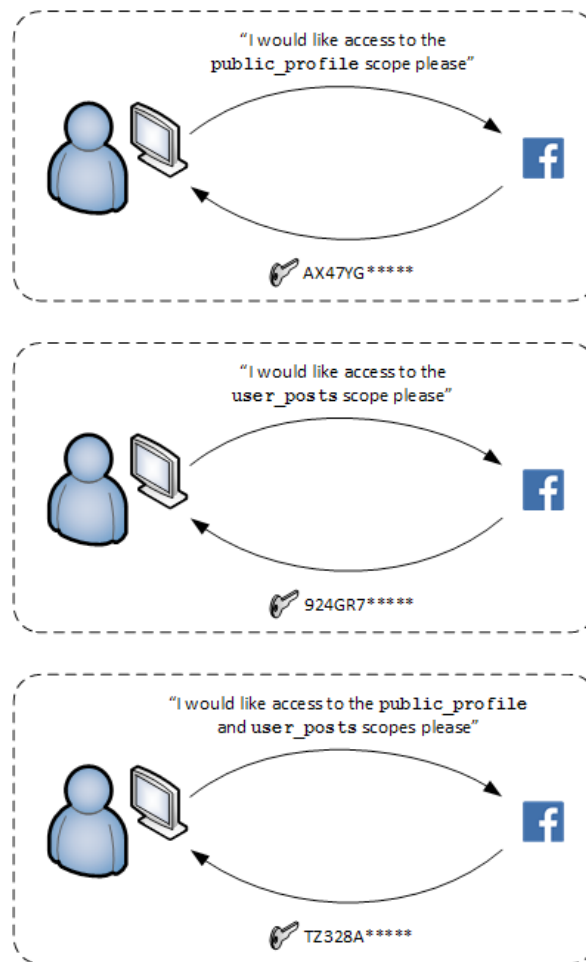 “I would like access to the
public_profile scope please”
f
AX47YG*****
“I would like access to the
user_posts scope please”
f
924GR7*****
“I would like access to the public_profile
and user_posts scopes please”
f
TZ328A*****